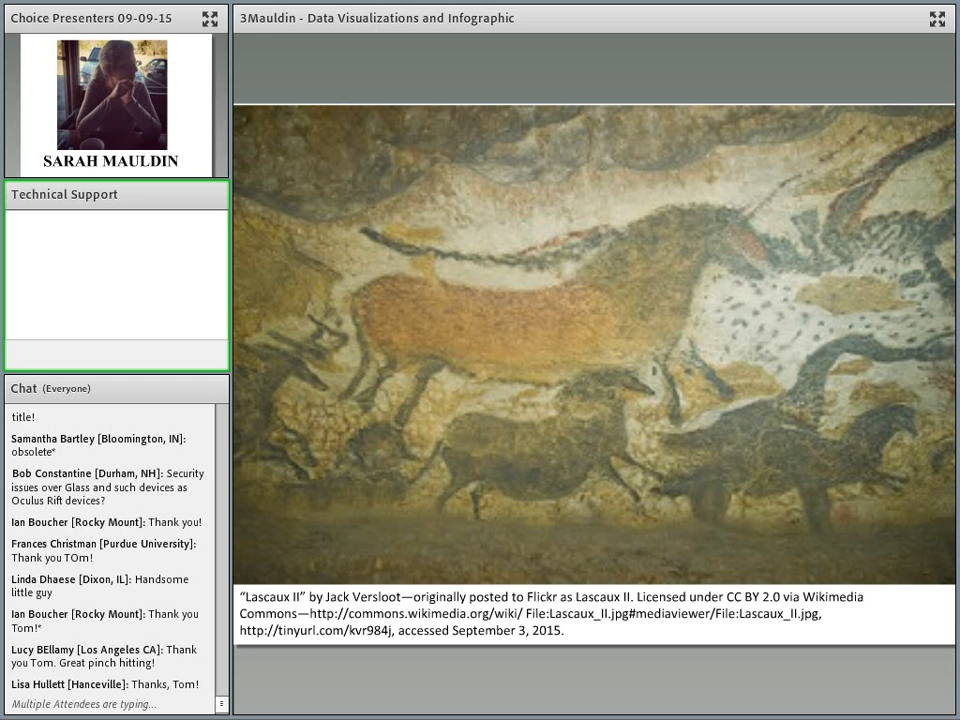 Choice Presenters 09-09-15
SARAH MAULDIN
Technical Support
Chat (Everyone)
title!
Samantha Bartley [Bloomington, IN]:
obsolete*
Bob Constantine [Durham, NH]: Security
issues over Glass and such devices as
Oculus Rift devices?
Ian Boucher [Rocky Mount]: Thank you!
Frances Christman [Purdue University]:
Thank you TOm!
Linda Dhaese [Dixon, IL]: Handsome
little guy
Ian Boucher [Rocky Mount]: Thank you
Tom!*
Lucy BEllamy [Los Angeles CA]: Thank
you Tom. Great pinch hitting!
Lisa Hullett [Hanceville]: Thanks, Tom!
Multiple Attendees are typing...
3Mauldin - Data Visualizations and Infographic
“Lascaux II” by Jack Versloot—originally posted to Flickr as Lascaux II. Licensed under CC BY 2.0 via Wikimedia
Commons—http://commons.wikimedia.org/wiki/ File:Lascaux_II.jpg#mediaviewer/File:Lascaux_II.jpg,
http://tinyurl.com/kvr984j, accessed September 3, 2015.